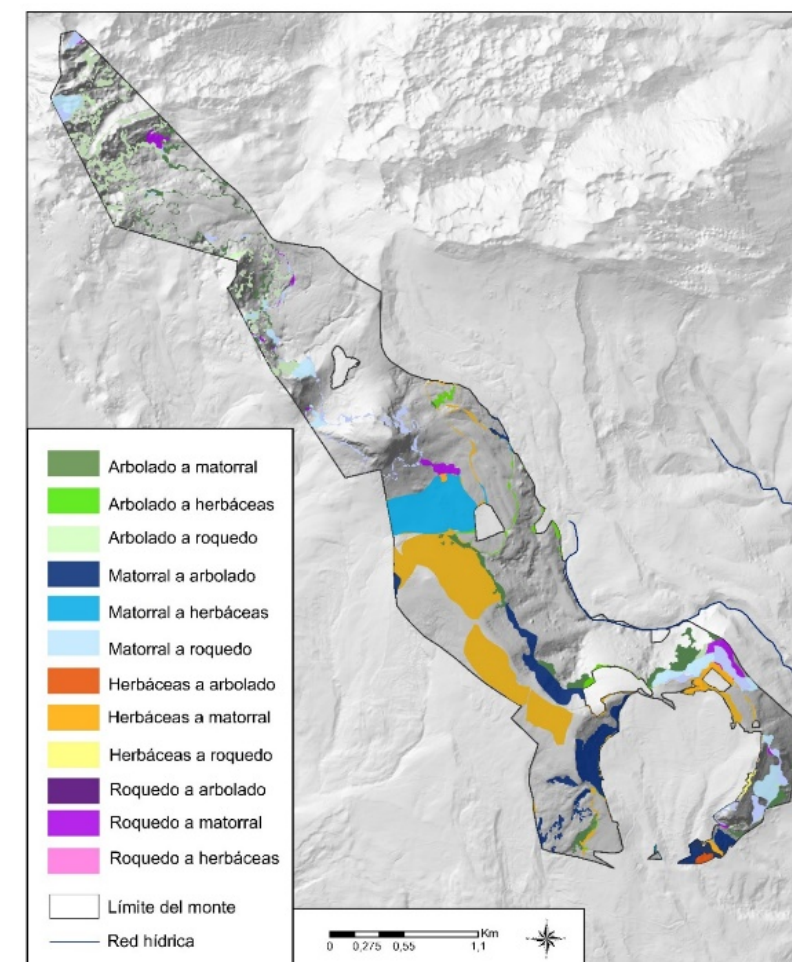 Arbolado a matorral
Arbolado a herbáceas
Arbolado a roquedo
Matorral a arbolado
Matorral a herbáceas
Matorral a roquedo
Herbáceas a arbolado
Herbáceas a matorral
Herbáceas a roquedo
Roquedo a arbolado
Roquedo a matorral
Roquedo a herbáceas
Límite del monte
Red hídrica
Km
0 0,275 0,55 1,1